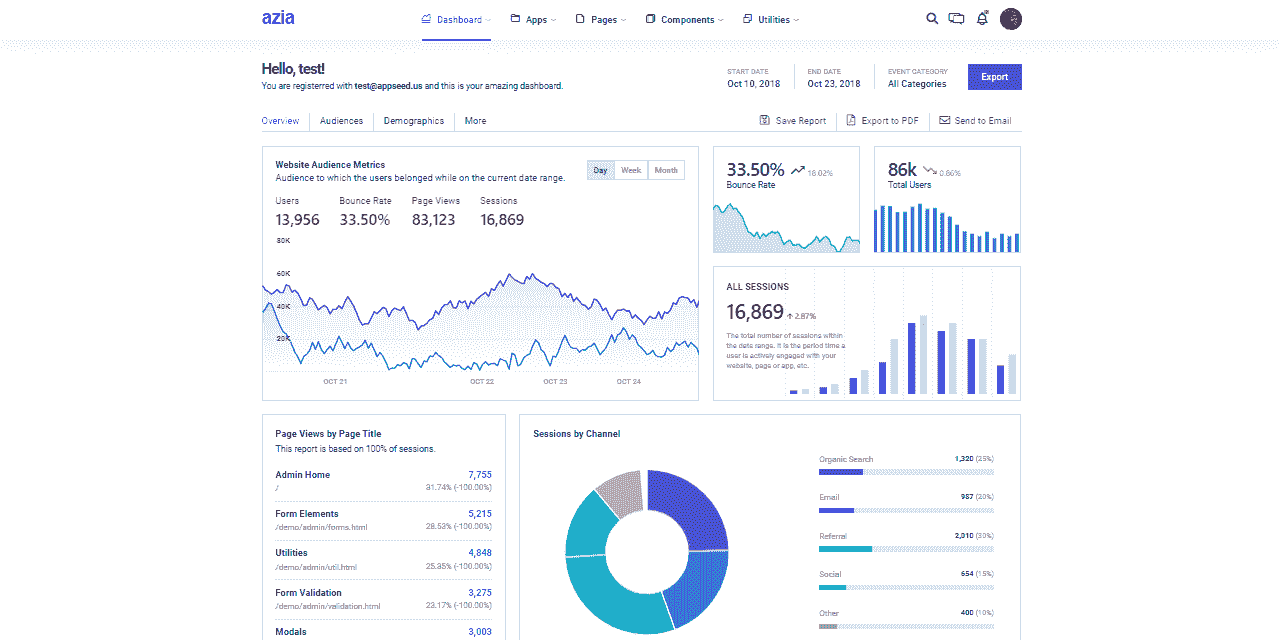 azia
Dashboard
Apps
Pages
Components
Utilities
Hello, test!
You are registerred with test@appseed.us and this is your amazing dashboard.
START DATE
Oct 10, 2018
END DATE
Oct 23, 2018
EVENT CATEGORY
All Categories
Export
Overview
Audiences
Demographics
More
Save Report
Export to PDF
Send to Email
Website Audience Metrics
Audience to which the users belonged while on the current date range.
Day
Week
Month
Users
13,956
Bounce Rate
33.50%
Page Views
83,123
Sessions
16,869
80K
60K
40K
20K
OCT 21
OCT 22
OCT 23
OCT 24
33.50%
18.02%
Bounce Rate
86k
0.86%
Total Users
ALL SESSIONS
16,869
2.87%
The total number of sessions within
the date range. It is the period time a
user is actively engaged with your
website, page or app, etc.
Page Views by Page Title
This report is based on 100% of sessions.
Admin Home
7,755
/
31.74% (-100.00%)
Form Elements
5,215
/demo/admin/forms.html
28.53% (-100.00%)
Utilities
4,848
/demo/admin/util.html
25.35% (-100.00%)
Form Validation
3,275
/demo/admin/validation.html
23.17% (-100.00%)
Modals
3,003
Sessions by Channel
Organic Search
1,320 (25%)
Email
987 (20%)
Referral
2,010 (30%)
Social
654 (15%)
Other
400 (10%)